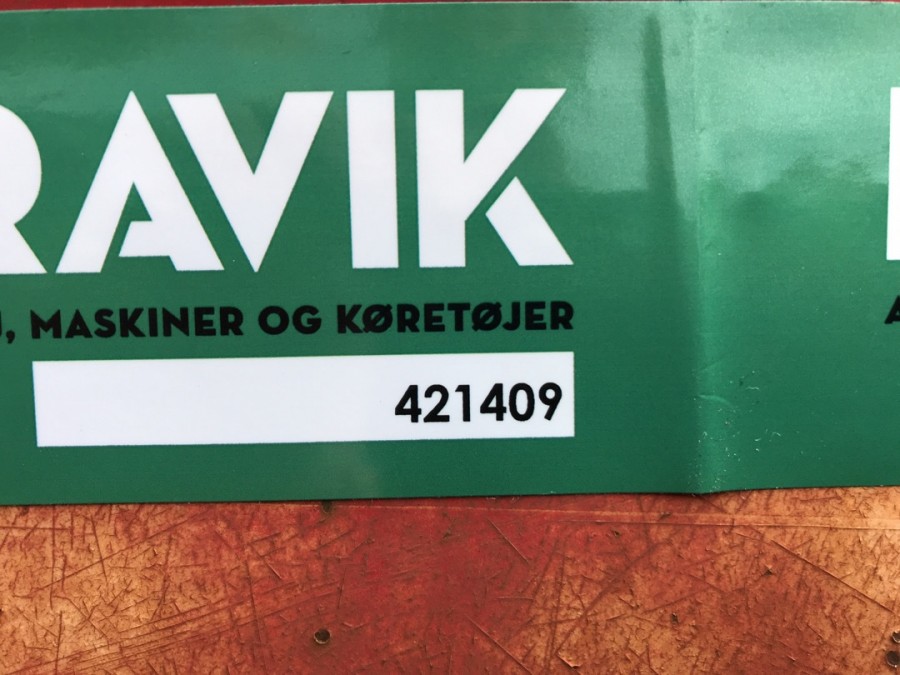 RAVIK
, MASKINER OG KØRETØJER
421409